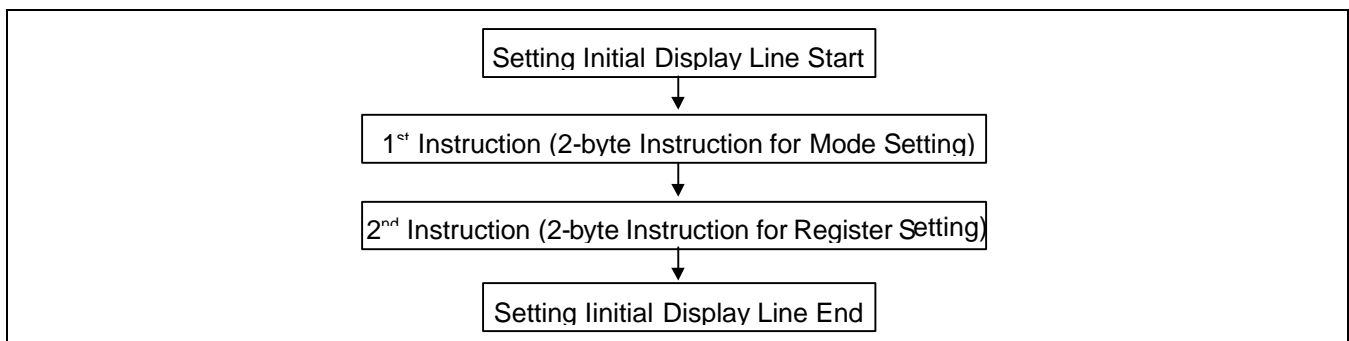 Setting Initial Display Line Start
1st Instruction (2-byte Instruction for Mode Setting)
2nd Instruction (2-byte Instruction for Register Setting)
Setting Iinitial Display Line End